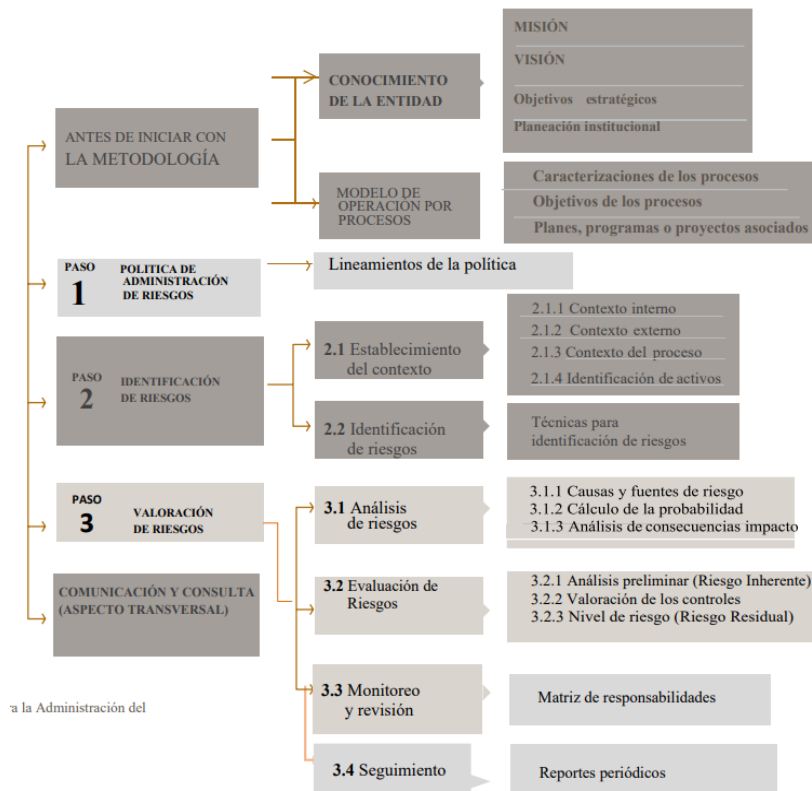 ANTES DE INICIAR CON
LA METODOLOGÍA
CONOCIMIENTO
DE LA ENTIDAD
MISIÓN
VISIÓN
Objetivos estratégicos
Planeación institucional
MODELO DE
OPERACIÓN POR
PROCESOS
Caracterizaciones de los procesos
Objetivos de los procesos
Planes, programas o proyectos asociados
PASO
1
POLITICA DE
ADMINISTRACIÓN
DE RIESGOS
Lineamientos de la política
PASO
2
IDENTIFICACIÓN
DE RIESGOS
2.1 Establecimiento
del contexto
2.1.1 Contexto interno
2.1.2 Contexto externo
2.1.3 Contexto del proceso
2.1.4 Identificación de activos
2.2 Identificación
de riesgos
Técnicas para
identificación de riesgos
PASO
3
VALORACIÓN
DE RIESGOS
3.1 Análisis
de riesgos
3.1.1 Causas y fuentes de riesgo
3.1.2 Cálculo de la probabilidad
3.1.3 Análisis de consecuencias impacto
3.2 Evaluación de
Riesgos
3.2.1 Análisis preliminar (Riesgo Inherente)
3.2.2 Valoración de los controles
3.2.3 Nivel de riesgo (Riesgo Residual)
3.3 Monitoreo
y revisión
Matriz de responsabilidades
3.4 Seguimiento
Reportes periódicos
COMUNICACIÓN Y CONSULTA
(ASPECTO TRANSVERSAL)
a la Administración del